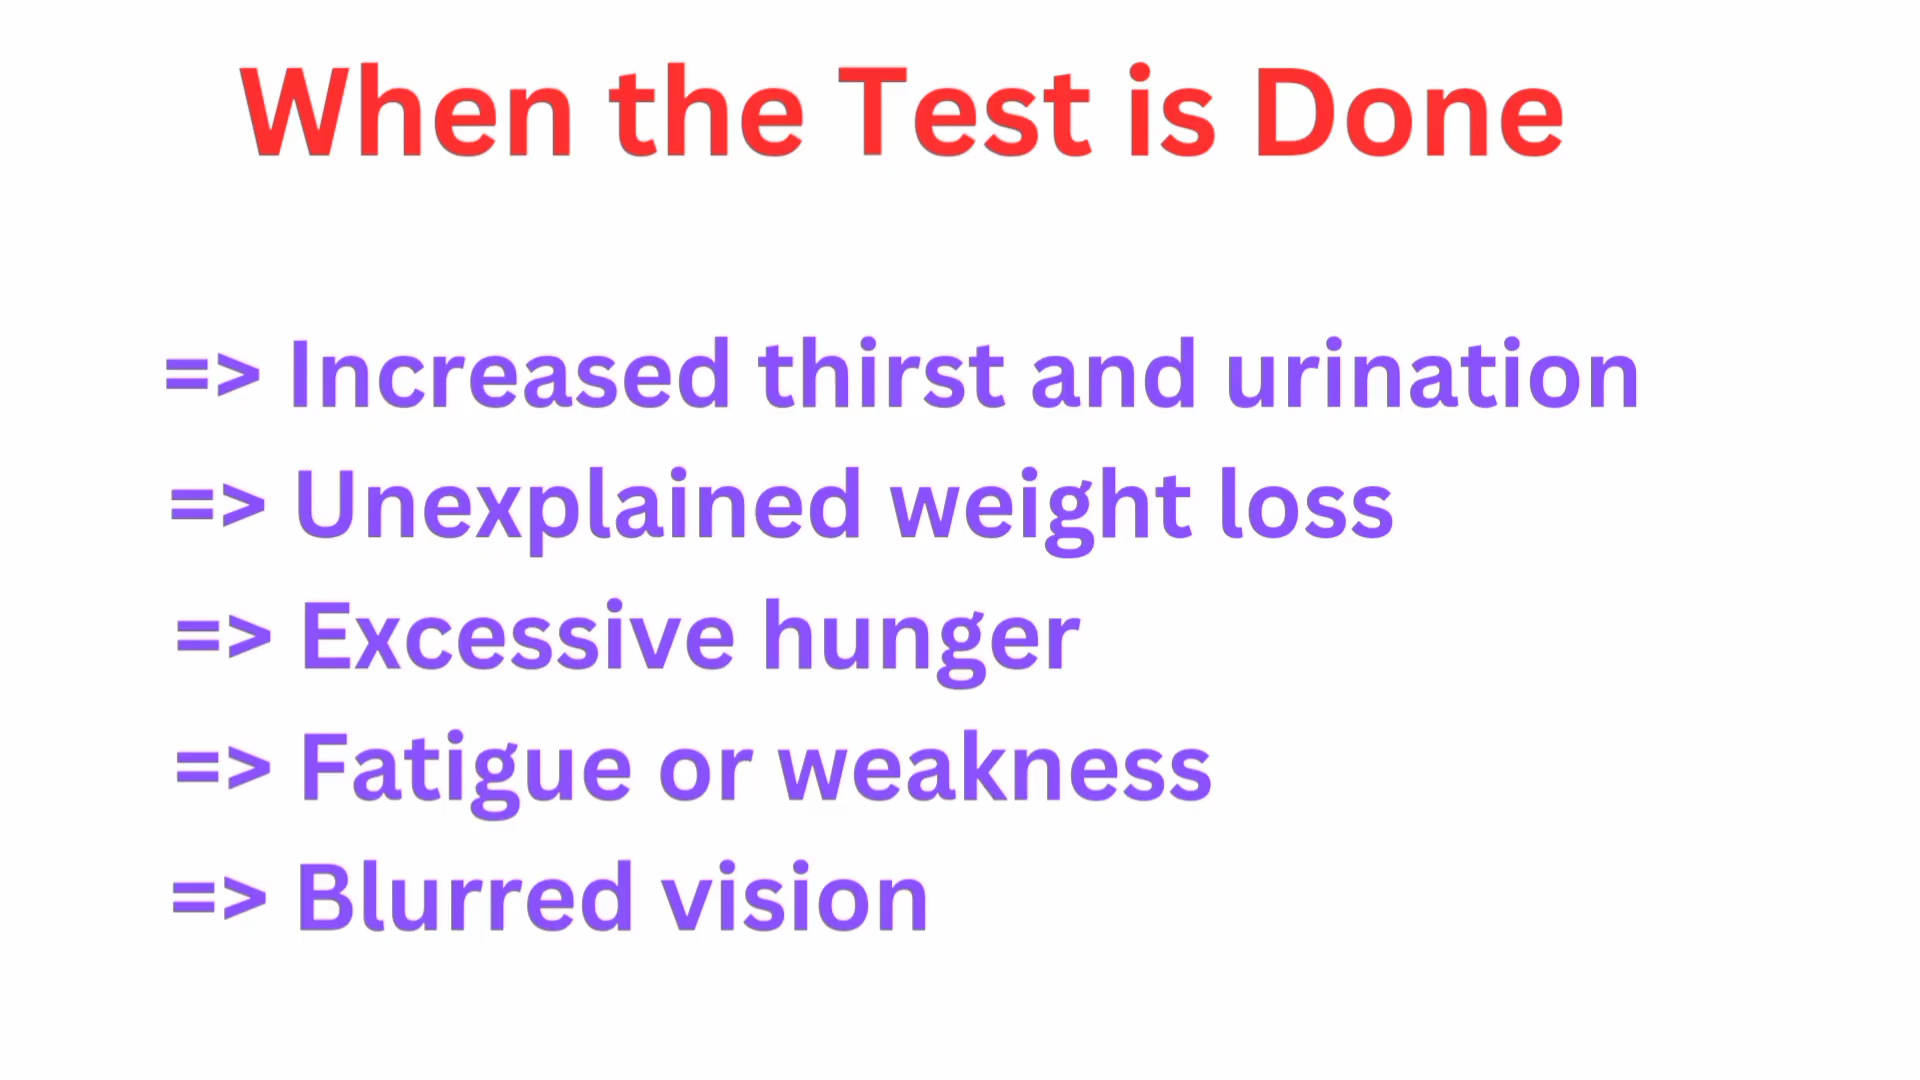 When the Test is Done
=> Increased thirst and urination
=> Unexplained weight loss
=> Excessive hunger
=> Fatigue or weakness
=> Blurred vision